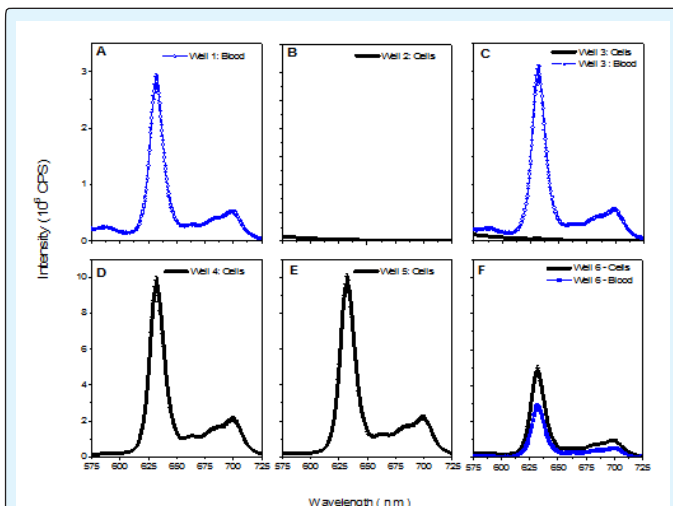 A Well 1: Blood
B Well 2: Cells
C Well 3: Cells
Well 3 : Blood
3
2
1
0
Intensity (10⁶ CPS)
D Well 4: Cells
E Well 5: Cells
F Well 6 - Cells
Well 6 - Blood
10
8
6
4
2
0
575 600 625 650 675 700 725 575 600 625 650 675 700 725 575 600 625 650 675 700 725
Wavelength ( nm )